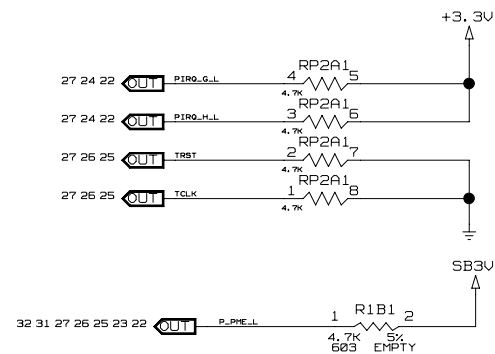 +3.3V
RP2A1
27 24 22 OUT PIRQ_G_L 4 5
4.7K
RP2A1
27 24 22 OUT PIRQ_H_L 3 6
4.7K
RP2A1
27 26 25 OUT TRST 2 7
4.7K
RP2A1
27 26 25 OUT TCLK 1 8
4.7K
SB3V
R1B1
32 31 27 26 25 23 22 OUT P_PME_L 1 2
4.7K 5%
603 EMPTY